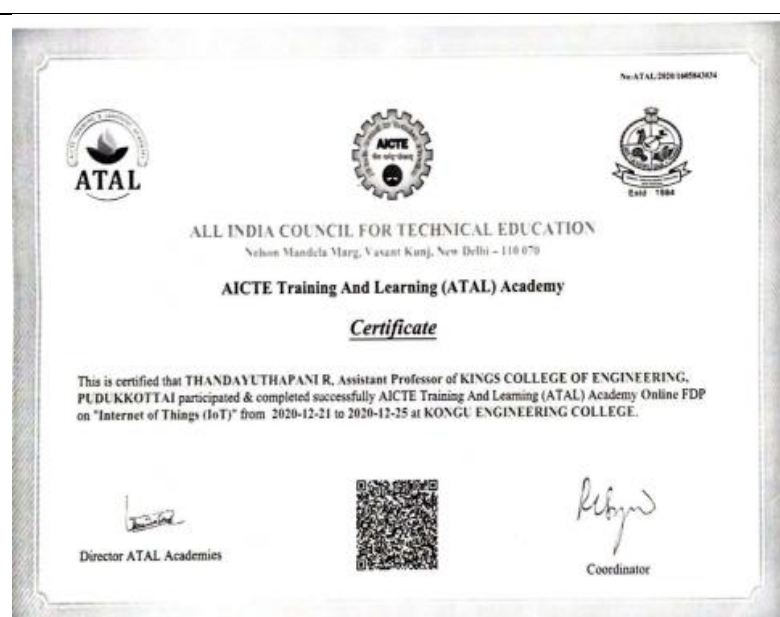 No:ATAL/2020/1605843034
ATAL
AICTE
Estd 1984
ALL INDIA COUNCIL FOR TECHNICAL EDUCATION
Nelson Mandela Marg, Vasant Kunj, New Delhi – 110 070
AICTE Training And Learning (ATAL) Academy
Certificate
This is certified that THANDAYUTHAPANI R, Assistant Professor of KINGS COLLEGE OF ENGINEERING,
PUDUKKOTTAI participated & completed successfully AICTE Training And Learning (ATAL) Academy Online FDP
on "Internet of Things (IoT)" from 2020-12-21 to 2020-12-25 at KONGU ENGINEERING COLLEGE.
Director ATAL Academies
Coordinator